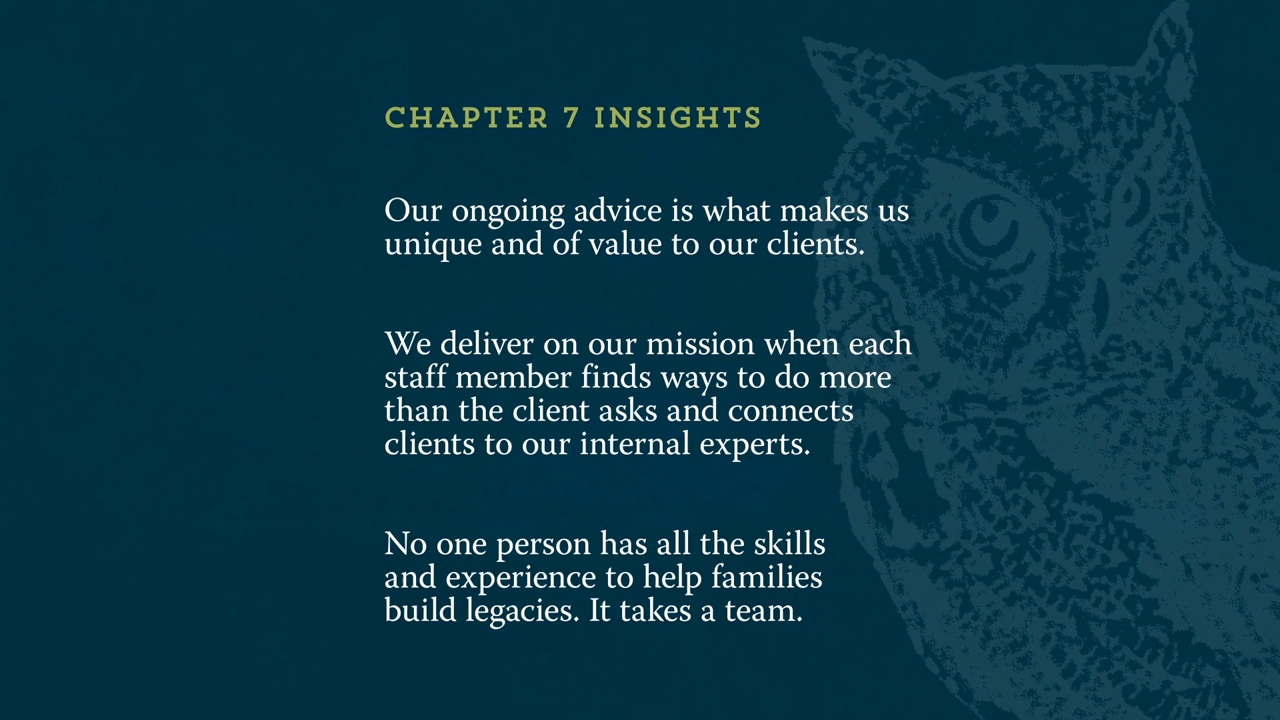 CHAPTER 7 INSIGHTS
Our ongoing advice is what makes us
unique and of value to our clients.
We deliver on our mission when each
staff member finds ways to do more
than the client asks and connects
clients to our internal experts.
No one person has all the skills
and experience to help families
build legacies. It takes a team.